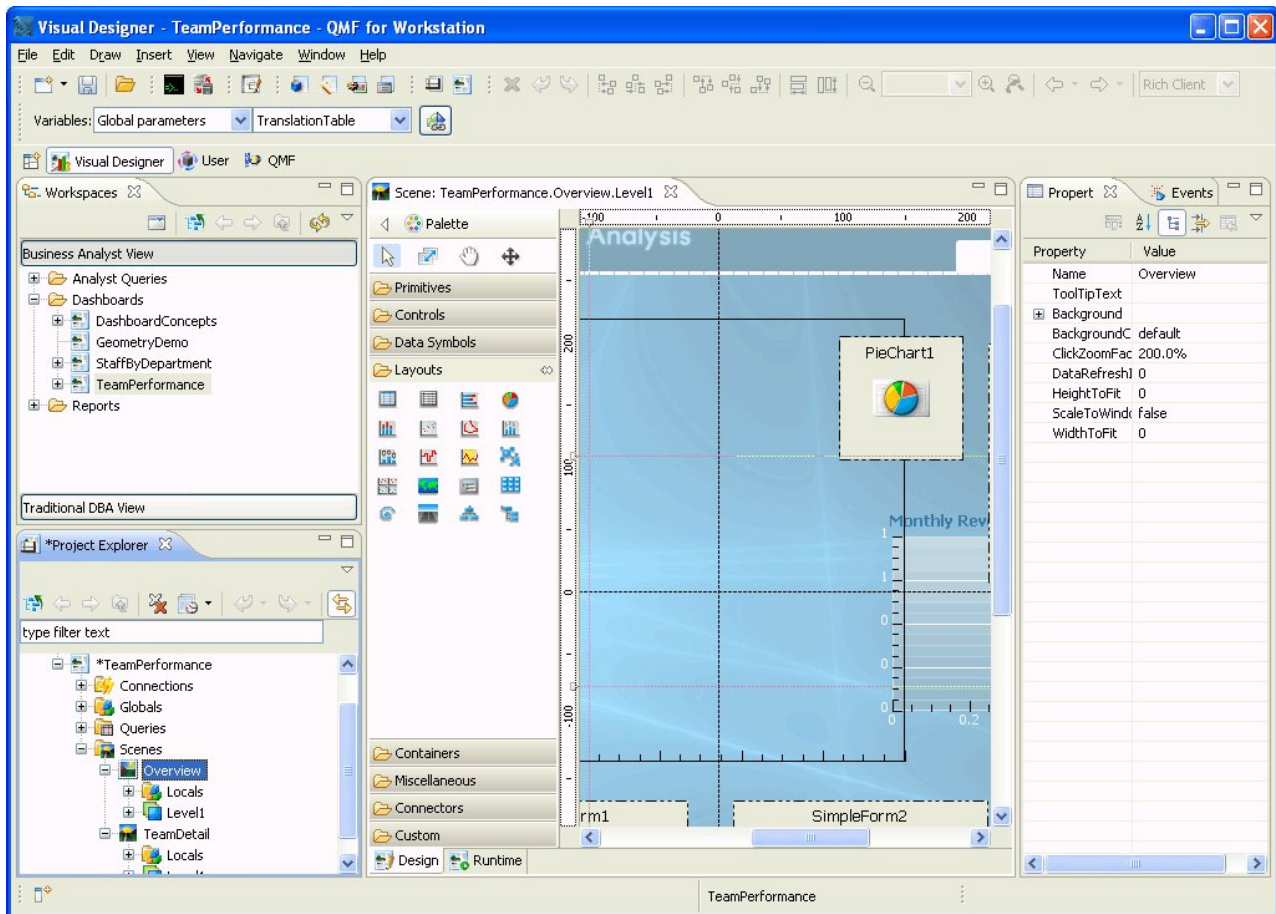 Visual Designer - TeamPerformance - QMF for Workstation
File Edit Draw Insert View Navigate Window Help
Rich Client
Variables: Global parameters TranslationTable
Visual Designer User QMF
Workspaces
Business Analyst View
Analyst Queries
Dashboards
DashboardConcepts
GeometryDemo
StaffByDepartment
TeamPerformance
Reports
Traditional DBA View
*Project Explorer
type filter text
*TeamPerformance
Connections
Globals
Queries
Scenes
Overview
Locals
Level1
TeamDetail
Locals
Scene: TeamPerformance.Overview.Level1
Palette
Primitives
Controls
Data Symbols
Layouts
Containers
Miscellaneous
Connectors
Custom
-100 0 100 200
200
100
0
-100
Analysis
PieChart1
Monthly Rev
1
1
0
0
0
0 0.2
rm1 SimpleForm2
Design Runtime
Propert Events
Property Value
Name Overview
ToolTipText
Background
BackgroundC default
ClickZoomFac 200.0%
DataRefreshI 0
HeightToFit 0
ScaleToWindo false
WidthToFit 0
TeamPerformance